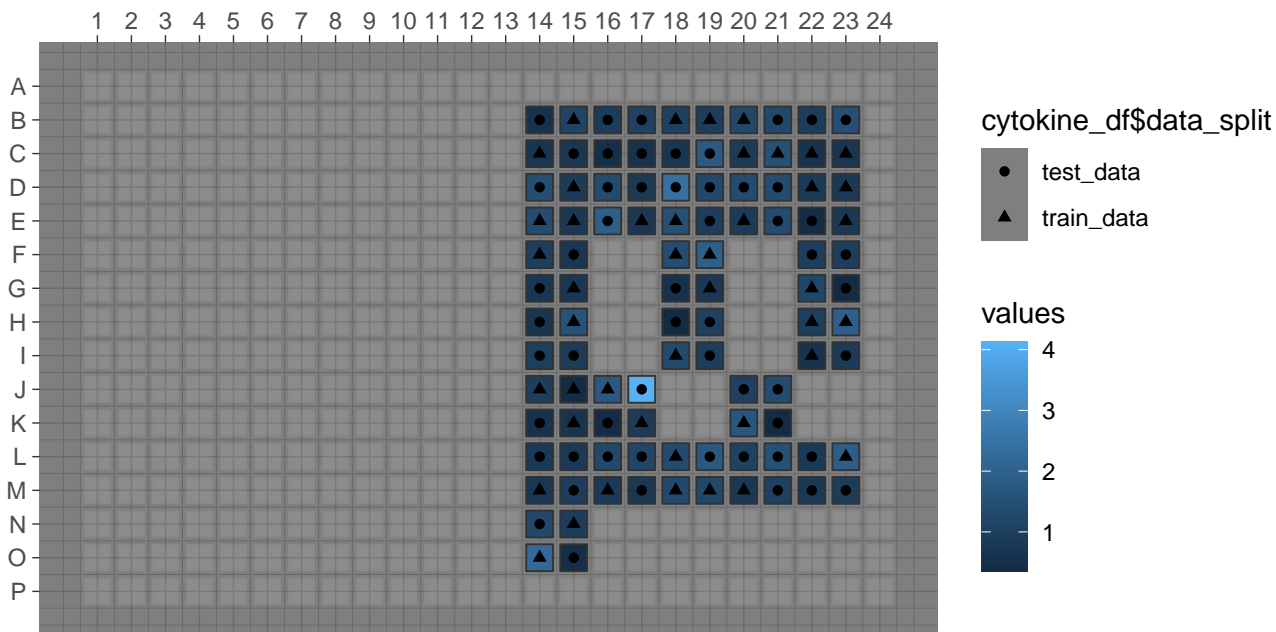 1 2 3 4 5 6 7 8 9 10 11 12 13 14 15 16 17 18 19 20 21 22 23 24
A
B
C
D
E
F
G
H
I
J
K
L
M
N
O
P
cytokine_df$data_split
test_data
train_data
values
4
3
2
1